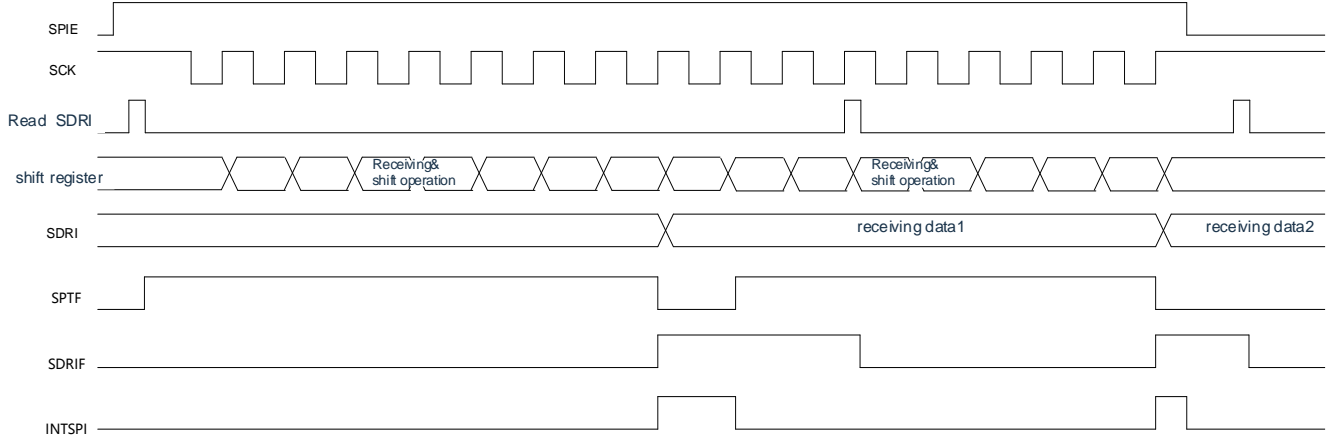 SPIE
SCK
Read SDRI
shift register
Receiving&
shift operation
Receiving&
shift operation
SDRI
receiving data1
receiving data2
SPTF
SDRIF
INTSPI